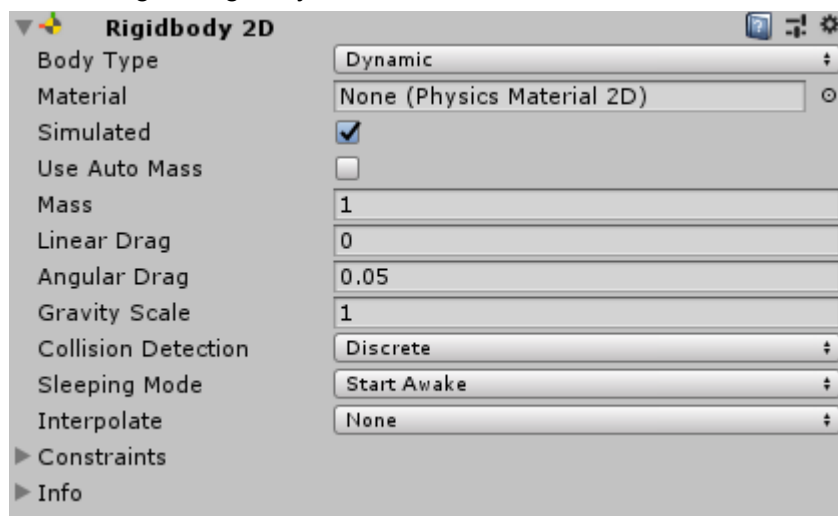 Rigidbody 2D
Body Type Dynamic
Material None (Physics Material 2D)
Simulated
Use Auto Mass
Mass 1
Linear Drag 0
Angular Drag 0.05
Gravity Scale 1
Collision Detection Discrete
Sleeping Mode Start Awake
Interpolate None
Constraints
Info